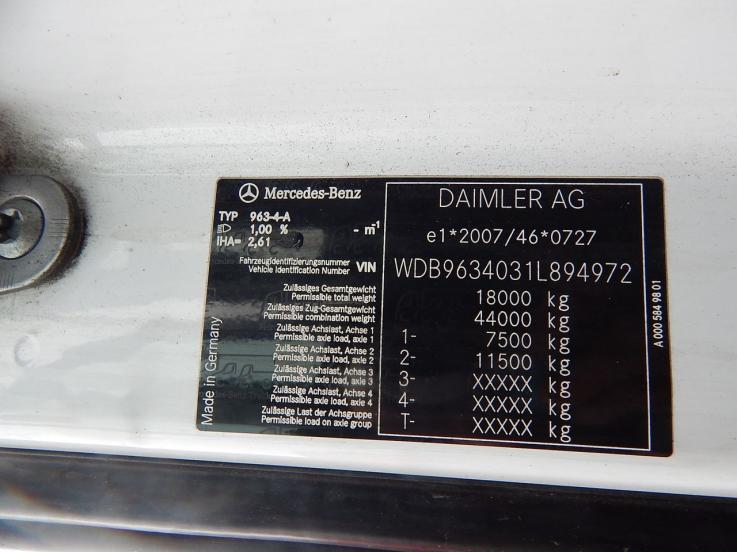 Mercedes-Benz
TYP 963-4-A
1,00 % - m-1
IHA= 2,61
DAIMLER AG
e1*2007/46*0727
Fahrzeugidentifizierungsnummer
Vehicle Identification Number VIN WDB9634031L894972
Zulässiges Gesamtgewicht
Permissible total weight 18000 kg
Zulässiges Zug-Gesamtgewicht
Permissible combination weight 44000 kg
Zulässige Achslast, Achse 1
Permissible axle load, axle 1 1- 7500 kg
Zulässige Achslast, Achse 2
Permissible axle load, axle 2 2- 11500 kg
Zulässige Achslast, Achse 3
Permissible axle load, axle 3 3- XXXXX kg
Zulässige Achslast, Achse 4
Permissible axle load, axle 4 4- XXXXX kg
Zulässige Last der Achsgruppe
Permissible load on axle group T- XXXXX kg
Made in Germany
A 000 584 98 01